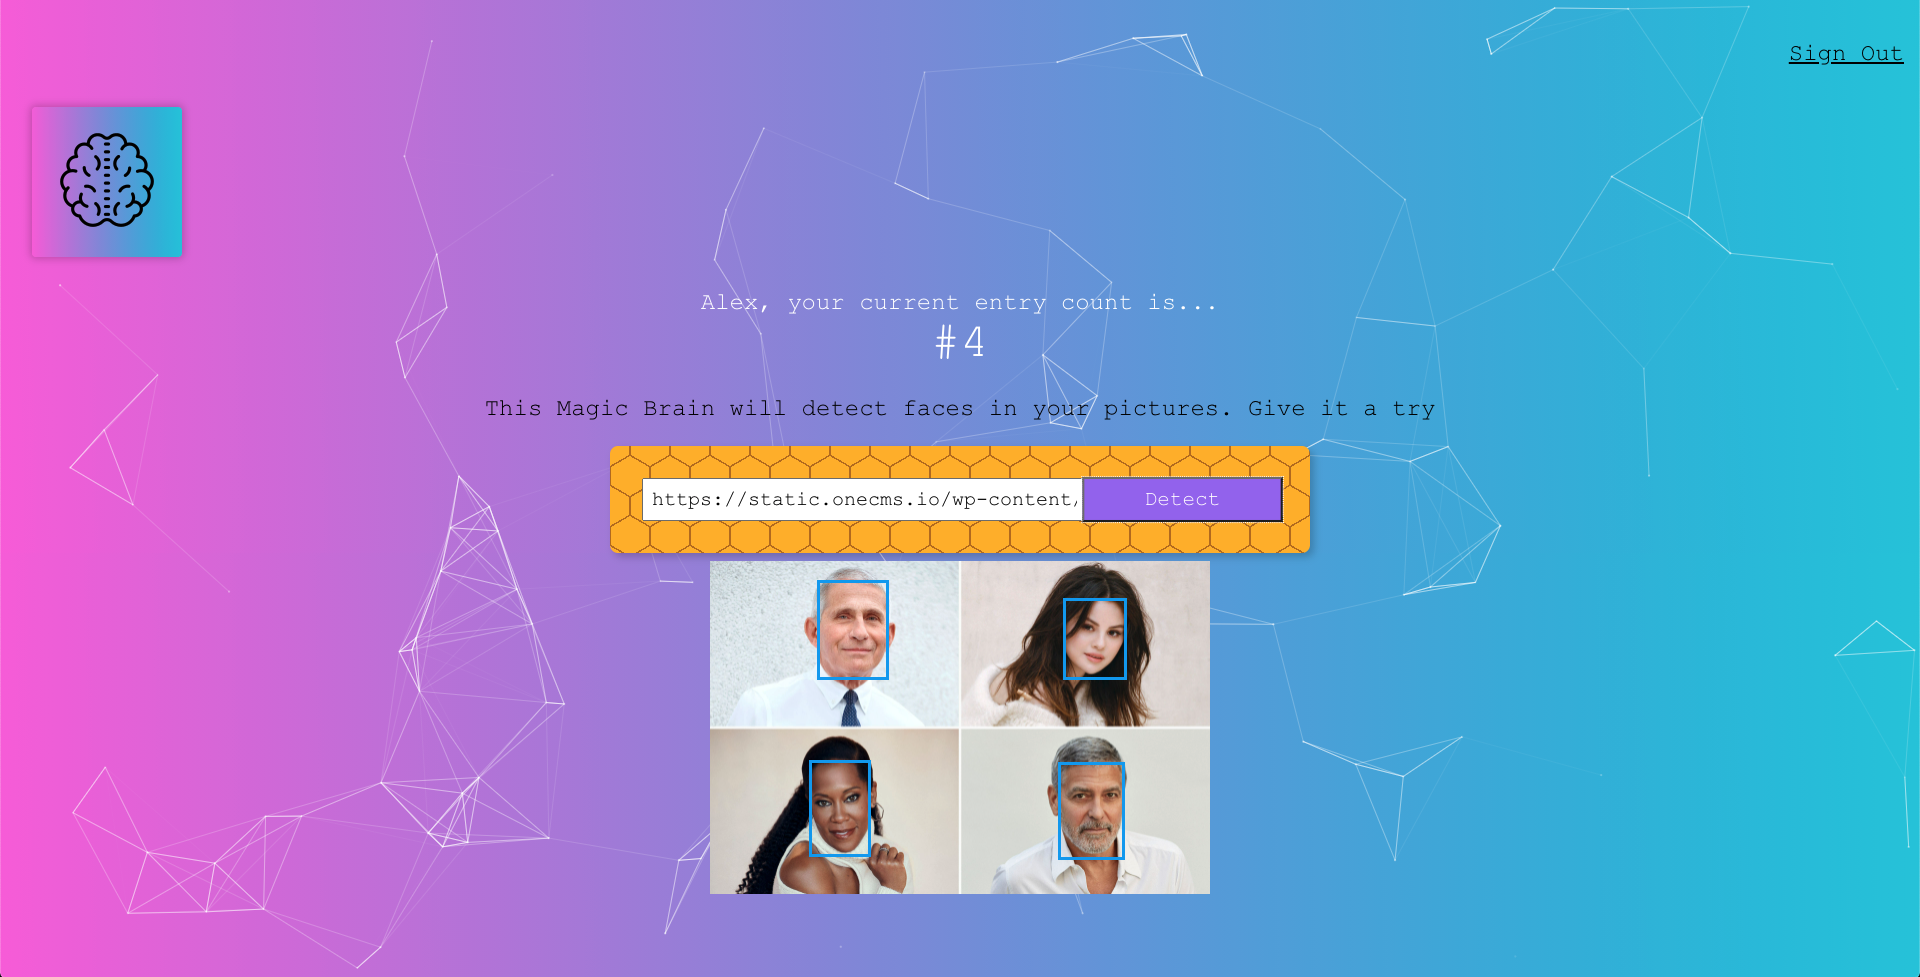 Sign Out
Alex, your current entry count is...
#4
This Magic Brain will detect faces in your pictures. Give it a try
https://static.onecms.io/wp-content/
Detect